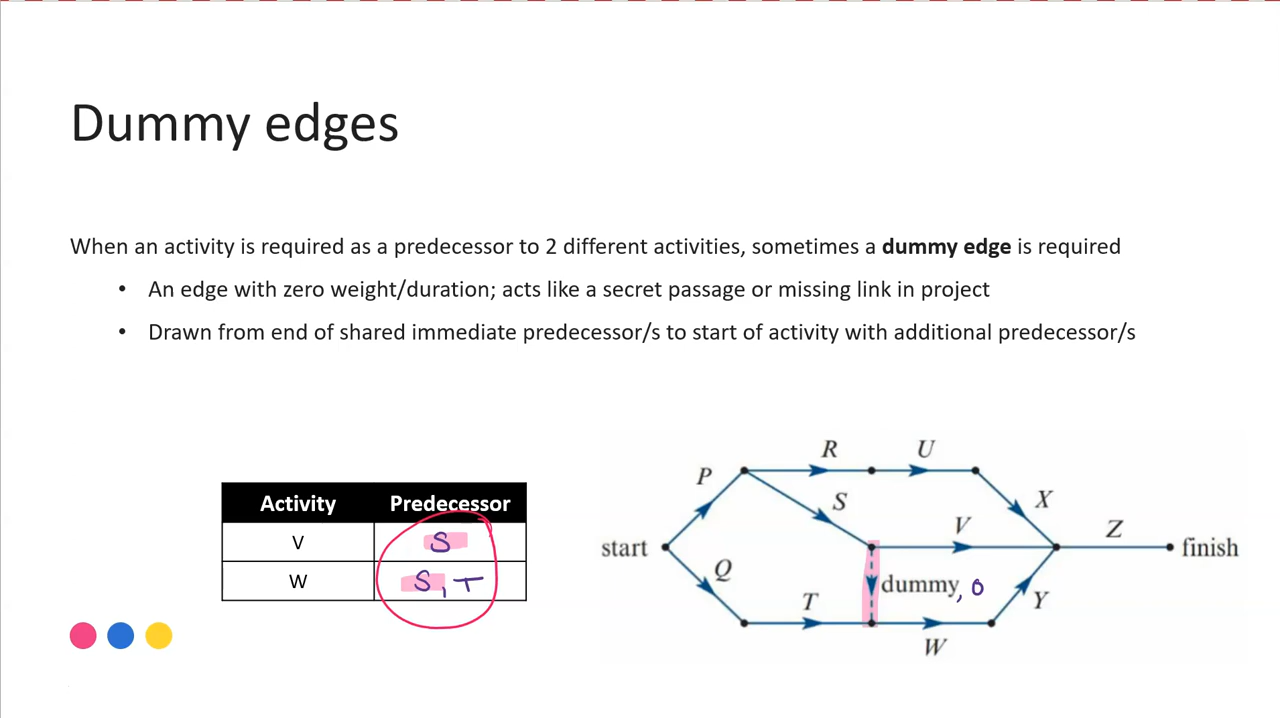 Dummy edges
When an activity is required as a predecessor to 2 different activities, sometimes a dummy edge is required
• An edge with zero weight/duration; acts like a secret passage or missing link in project
• Drawn from end of shared immediate predecessor/s to start of activity with additional predecessor/s
Activity Predecessor
V S
W S, T
R U
P
S X
V Z
start finish
Q
dummy, 0
T Y
W